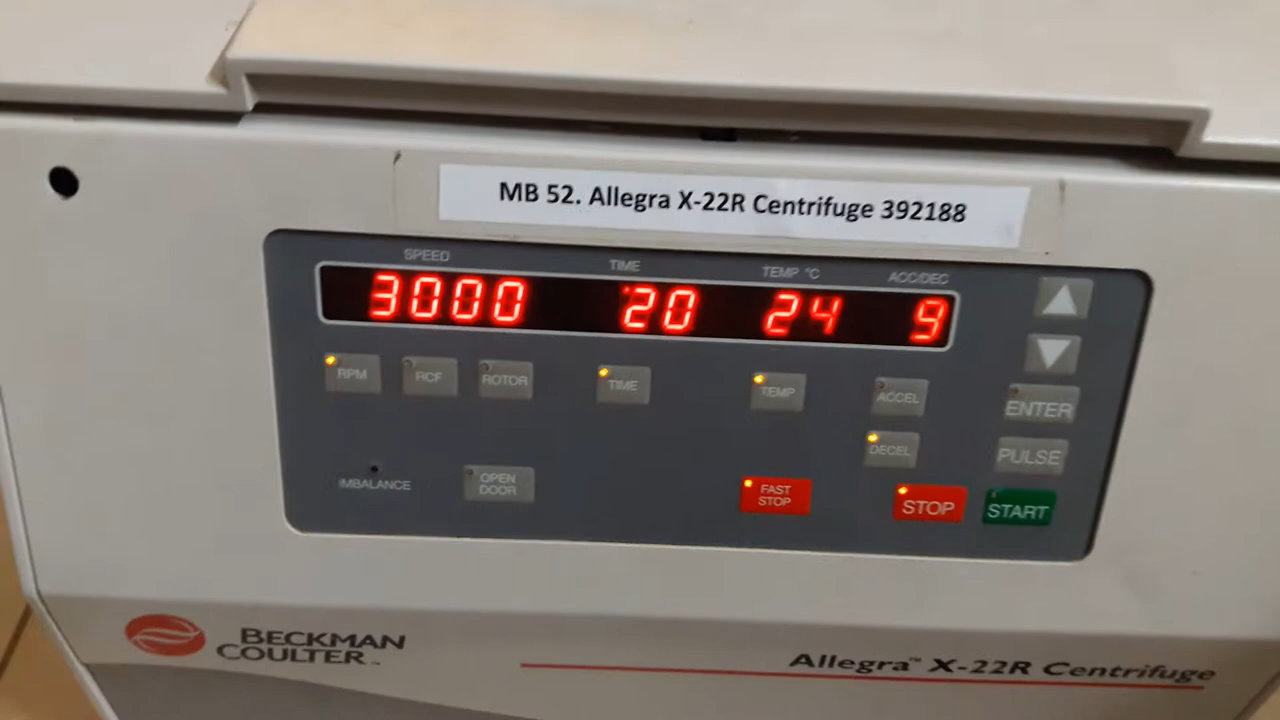 MB 52. Allegra X-22R Centrifuge 392188
SPEED TIME TEMP °C ACC/DEC
3000 20 24 9
RPM RCF ROTOR TIME TEMP ACCEL ENTER
DECEL PULSE
IMBALANCE OPEN DOOR FAST STOP STOP START
BECKMAN COULTER™
Allegra™ X-22R Centrifuge